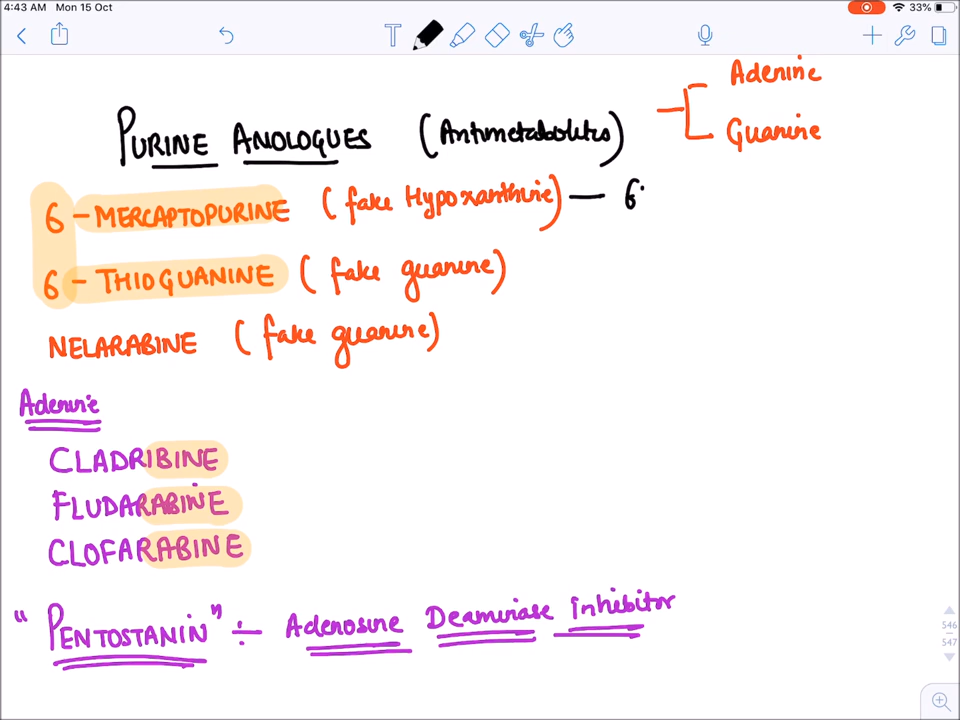 4:43 AM Mon 15 Oct 33%
T
Adenine
PURINE ANOLOGUES (Antimetabolites)
Guanine
6 - MERCAPTOPURINE (fake Hypoxanthine) — 6
6 - THIOGUANINE (fake guanine)
NELARABINE (fake guanine)
Adenine
CLADRIBINE
FLUDARABINE
CLOFARABINE
"PENTOSTANIN" ÷ Adenosine Deaminase inhibitor
546
547